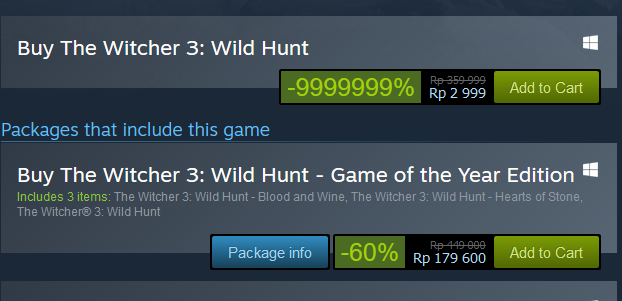 Buy The Witcher 3: Wild Hunt
-9999999%
Rp 359 999
Rp 2 999
Add to Cart
Packages that include this game
Buy The Witcher 3: Wild Hunt - Game of the Year Edition
Includes 3 items: The Witcher 3: Wild Hunt - Blood and Wine, The Witcher 3: Wild Hunt - Hearts of Stone,
The Witcher® 3: Wild Hunt
Package info
-60%
Rp 449 000
Rp 179 600
Add to Cart